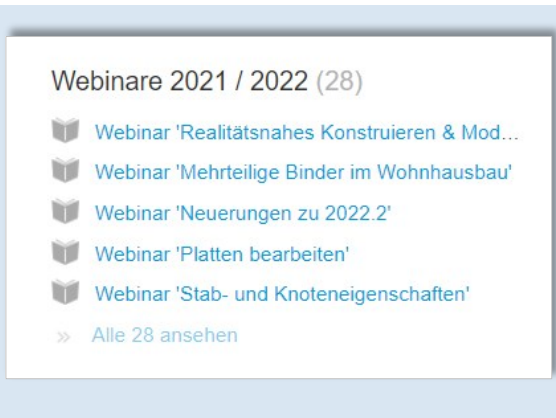 Webinare 2021 / 2022 (28)
Webinar 'Realitätsnahes Konstruieren & Mod...
Webinar 'Mehrteilige Binder im Wohnhausbau'
Webinar 'Neuerungen zu 2022.2'
Webinar 'Platten bearbeiten'
Webinar 'Stab- und Knoteneigenschaften'
» Alle 28 ansehen